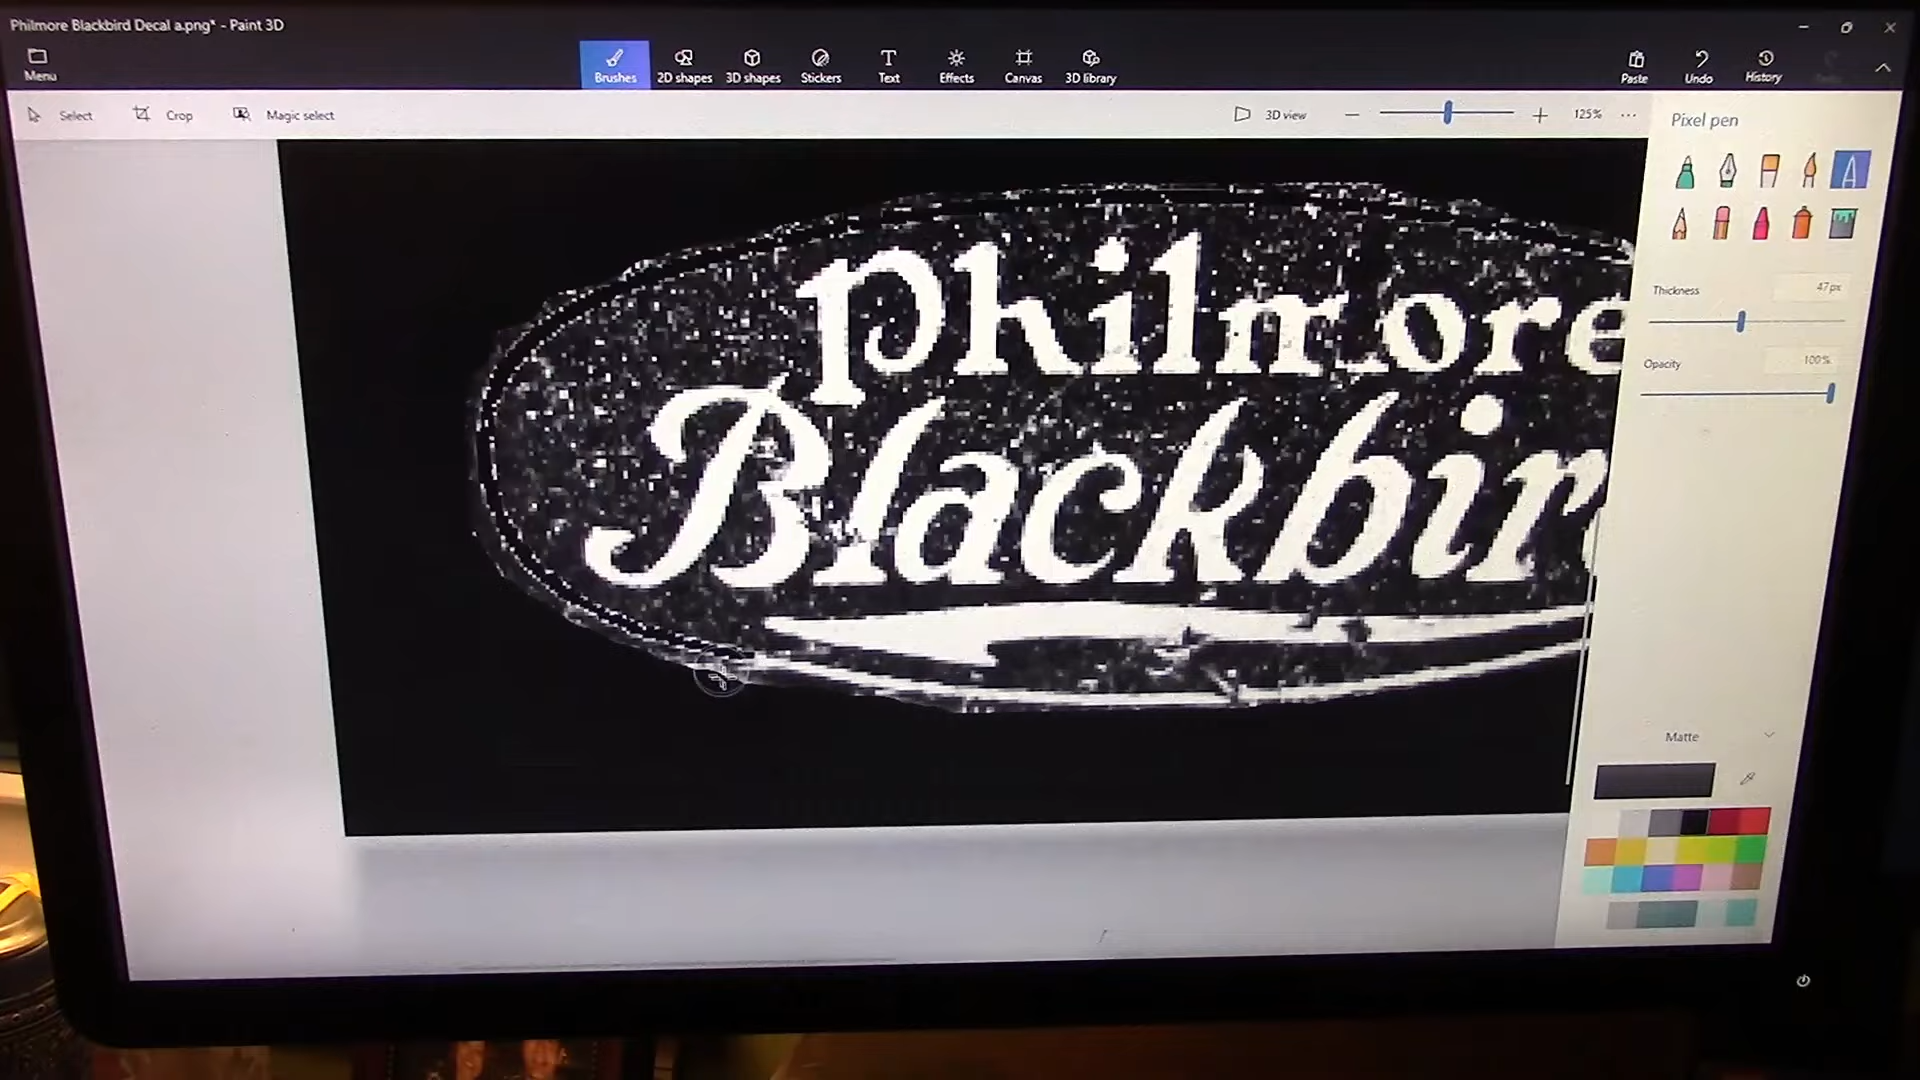 Philmore Blackbird Decal a.png* - Paint 3D
Menu
Brushes
2D shapes
3D shapes
Stickers
Text
Effects
Canvas
3D library
Paste
Undo
History
Select
Crop
Magic select
3D view
125%
Pixel pen
Thickness
47px
Opacity
100%
Philmore
Blackbir
Matte